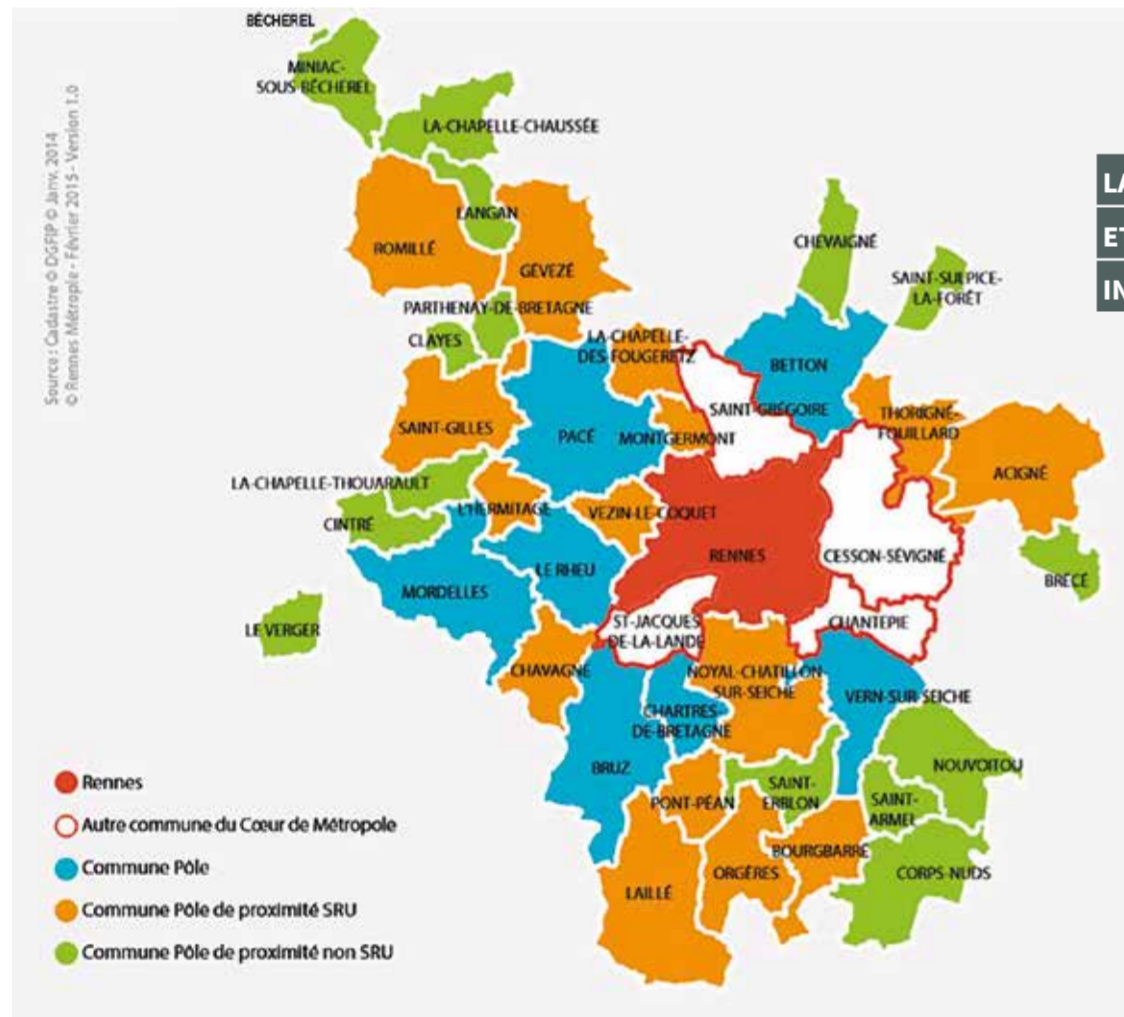 BÉCHEREL
MINIAC-
SOUS-BÉCHEREL
LA-CHAPELLE-CHAUSSÉE
Source : Cadastre © DGFIP © Janv. 2014
© Rennes Métropole - Février 2015 - Version 1.0
LANGAN
ROMILLÉ
GÉVEZÉ
CHEVAIGNÉ
SAINT-SULPICE-
LA-FORÊT
LA
ET
IN
PARTHENAY-DE-BRETAGNE
CLAYES
LA-CHAPELLE-
DES-FOUGERETZ
BETTON
SAINT-GRÉGOIRE
THORIGNÉ-
FOUILLARD
SAINT-GILLES
PACÉ
MONTGERMONT
ACIGNÉ
LA-CHAPELLE-THOUARAULT
L'HERMITAGE
VEZIN-LE-COQUET
CINTRÉ
RENNES
CESSON-SÉVIGNÉ
LE RHEU
BRÉCÉ
MORDELLES
LE VERGER
ST-JACQUES
DE-LA-LANDE
CHANTEPIE
CHAVAGNE
NOYAL-CHATILLON-
SUR-SEICHE
VERN-SUR-SEICHE
CHARTRES-
DE-BRETAGNE
BRUZ
NOUVOITOU
PONT-PÉAN
SAINT-
ERBLON
SAINT-
ARMEL
BOURGBARRÉ
ORGÈRES
CORPS-NUDS
LAILLÉ
Rennes
Autre commune du Cœur de Métropole
Commune Pôle
Commune Pôle de proximité SRU
Commune Pôle de proximité non SRU